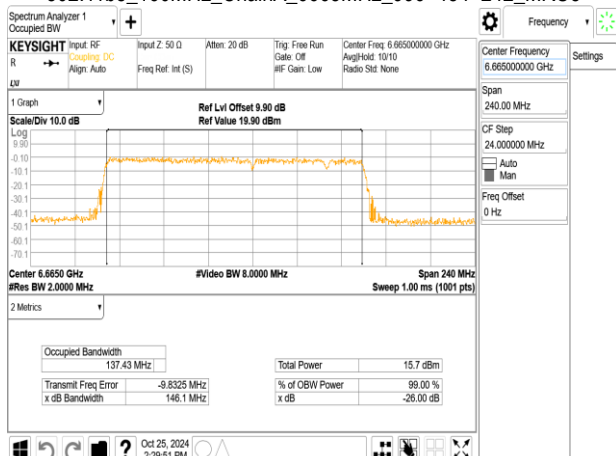 Spectrum Analyzer 1
Occupied BW
+
Frequency
KEYSIGHT Input: RF
Coupling: DC
Align: Auto
R
LXI
Input Z: 50 Ω
Freq Ref: Int (S)
Atten: 20 dB
Trig: Free Run
Gate: Off
#IF Gain: Low
Center Freq: 6.665000000 GHz
Avg|Hold: 10/10
Radio Std: None
Center Frequency
6.665000000 GHz
Settings
Span
240.00 MHz
CF Step
24.000000 MHz
Auto
Man
Freq Offset
0 Hz
1 Graph
Scale/Div 10.0 dB
Ref Lvl Offset 9.90 dB
Ref Value 19.90 dBm
Log
9.90
-0.10
-10.1
-20.1
-30.1
-40.1
-50.1
-60.1
-70.1
Center 6.6650 GHz
#Res BW 2.0000 MHz
#Video BW 8.0000 MHz
Span 240 MHz
Sweep 1.00 ms (1001 pts)
2 Metrics
Occupied Bandwidth
137.43 MHz
Total Power 15.7 dBm
Transmit Freq Error -9.8325 MHz
% of OBW Power 99.00 %
x dB Bandwidth 146.1 MHz
x dB -26.00 dB
?
Oct 25, 2024
2:29:51 PM